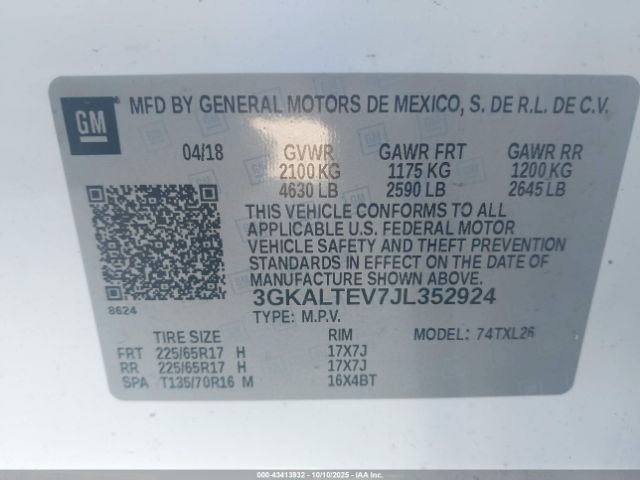 GM
MFD BY GENERAL MOTORS DE MEXICO, S. DE R.L. DE C.V.
04/18 GVWR GAWR FRT GAWR RR
2100 KG 1175 KG 1200 KG
4630 LB 2590 LB 2645 LB
THIS VEHICLE CONFORMS TO ALL
APPLICABLE U.S. FEDERAL MOTOR
VEHICLE SAFETY AND THEFT PREVENTION
STANDARDS IN EFFECT ON THE DATE OF
MANUFACTURE SHOWN ABOVE.
8624
3GKALTEV7JL352924
TYPE: M.P.V.
TIRE SIZE RIM MODEL: 74TXL26
FRT 225/65R17 H 17X7J
RR 225/65R17 H 17X7J
SPA T135/70R16 M 16X4BT
00-43413932 - 10/10/2025 - IAA Inc.